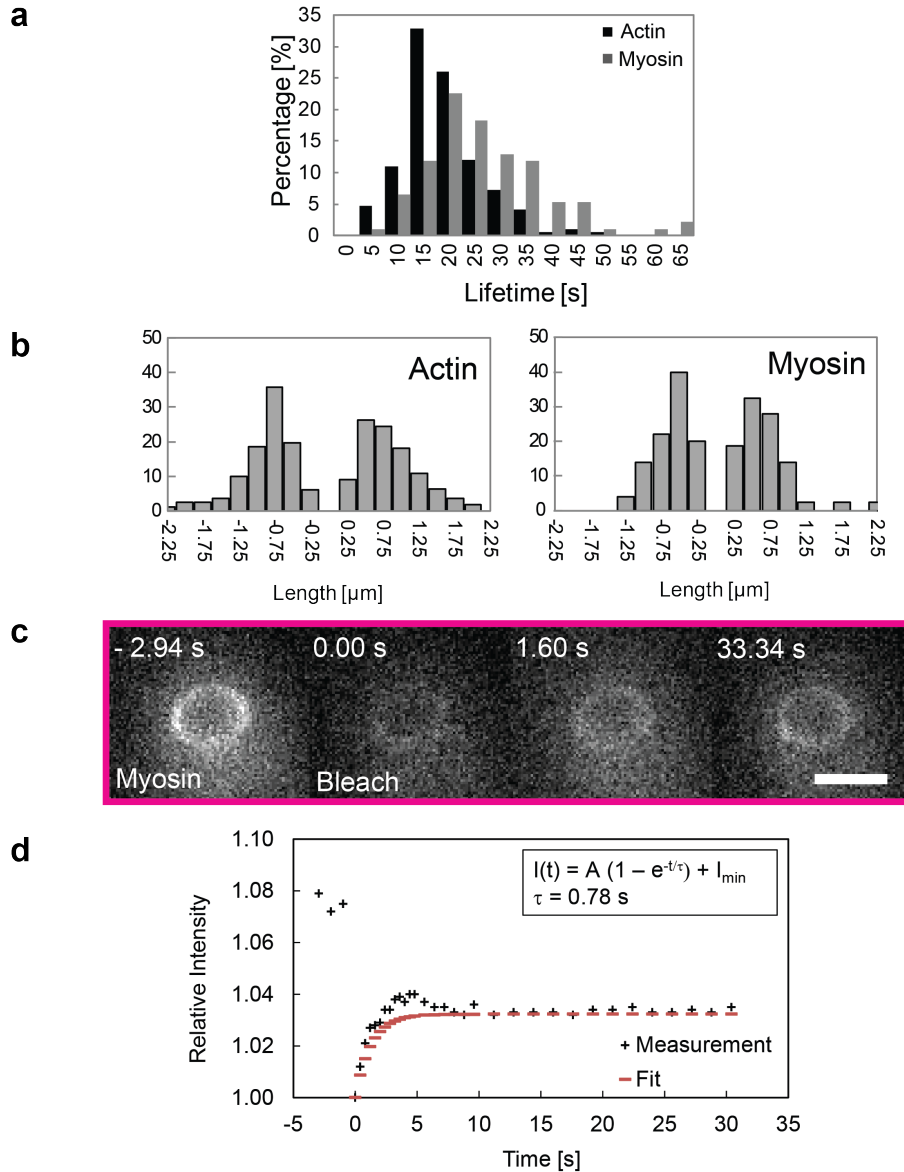 a
Percentage [%]
35
30
25
20
15
10
5
0
Actin
Myosin
0 5 10 15 20 25 30 35 40 45 50 55 60 65
Lifetime [s]
b
50
40
30
20
10
0
Actin
-2.25 -1.75 -1.25 -0.75 -0.25 0.25 0.75 1.25 1.75 2.25
Length [µm]
50
40
30
20
10
0
Myosin
-2.25 -1.75 -1.25 -0.75 -0.25 0.25 0.75 1.25 1.75 2.25
Length [µm]
c
- 2.94 s 0.00 s 1.60 s 33.34 s
Myosin Bleach
d
Relative Intensity
1.10
1.08
1.06
1.04
1.02
1.00
I(t) = A (1 – e-t/τ) + Imin
τ = 0.78 s
Measurement
Fit
-5 0 5 10 15 20 25 30 35
Time [s]